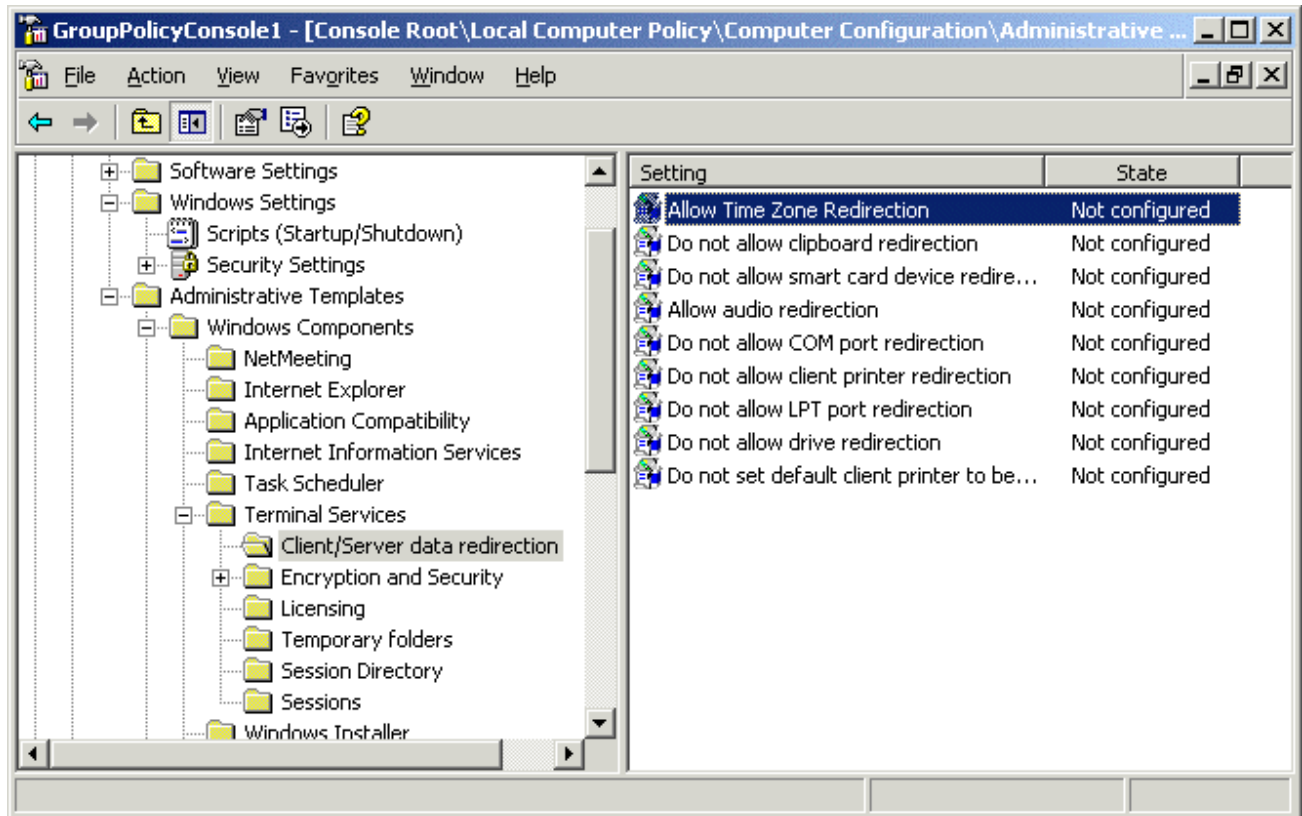 GroupPolicyConsole1 - [Console Root\Local Computer Policy\Computer Configuration\Administrative ...
File Action View Favorites Window Help
Software Settings
Windows Settings
Scripts (Startup/Shutdown)
Security Settings
Administrative Templates
Windows Components
NetMeeting
Internet Explorer
Application Compatibility
Internet Information Services
Task Scheduler
Terminal Services
Client/Server data redirection
Encryption and Security
Licensing
Temporary folders
Session Directory
Sessions
Windows Installer
Setting State
Allow Time Zone Redirection Not configured
Do not allow clipboard redirection Not configured
Do not allow smart card device redire... Not configured
Allow audio redirection Not configured
Do not allow COM port redirection Not configured
Do not allow client printer redirection Not configured
Do not allow LPT port redirection Not configured
Do not allow drive redirection Not configured
Do not set default client printer to be... Not configured